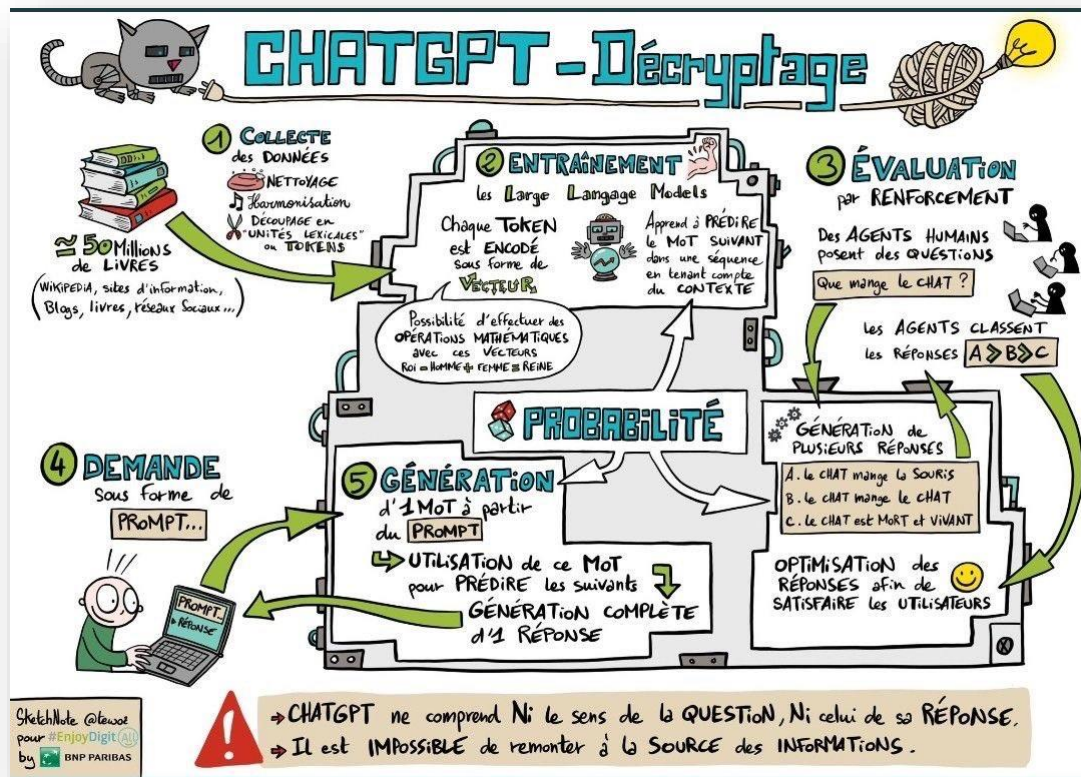 CHATGPT - Décryptage
1 COLLECTE
des DONNÉES
NETTOYAGE
Harmonisation
DÉCOUPAGE en
"UNITÉS LEXICALES"
ou TOKENS
≈ 50 Millions
de LIVRES
(WIKIPEDIA, sites d'information,
Blogs, livres, réseaux Sociaux...)
2 ENTRAÎNEMENT
les Large Langage Models
Chaque TOKEN
est ENCODÉ
sous forme de
VECTEUR
Apprend à PRÉDIRE
le MOT SUIVANT
dans une séquence
en tenant compte
du CONTEXTE
Possibilité d'effectuer des
OPÉRATIONS MATHÉMATIQUES
avec ces VECTEURS
ROI - HOMME + FEMME = REINE
3 ÉVALUATION
par RENFORCEMENT
Des AGENTS HUMAINS
posent des QUESTIONS
Que mange le CHAT ?
les AGENTS CLASSENT
les RÉPONSES A > B > C
PROBABILITÉ
GÉNÉRATION de
PLUSIEURS RÉPONSES
A. le CHAT mange la SOURIS
B. le CHAT mange le CHAT
C. le CHAT est MORT et VIVANT
OPTIMISATION des
RÉPONSES afin de
SATISFAIRE les UTILISATEURS
4 DEMANDE
sous forme de
PROMPT...
PROMPT...
RÉPONSE
5 GÉNÉRATION
d'1 MOT à partir
du PROMPT
UTILISATION de ce MOT
pour PRÉDIRE les suivants
GÉNÉRATION COMPLÈTE
d'1 RÉPONSE
SketchNote @tewoz
pour #EnjoyDigitAll
by BNP PARIBAS
! → CHATGPT ne comprend Ni le sens de la QUESTION, Ni celui de sa RÉPONSE.
→ Il est IMPOSSIBLE de remonter à la SOURCE des INFORMATIONS.